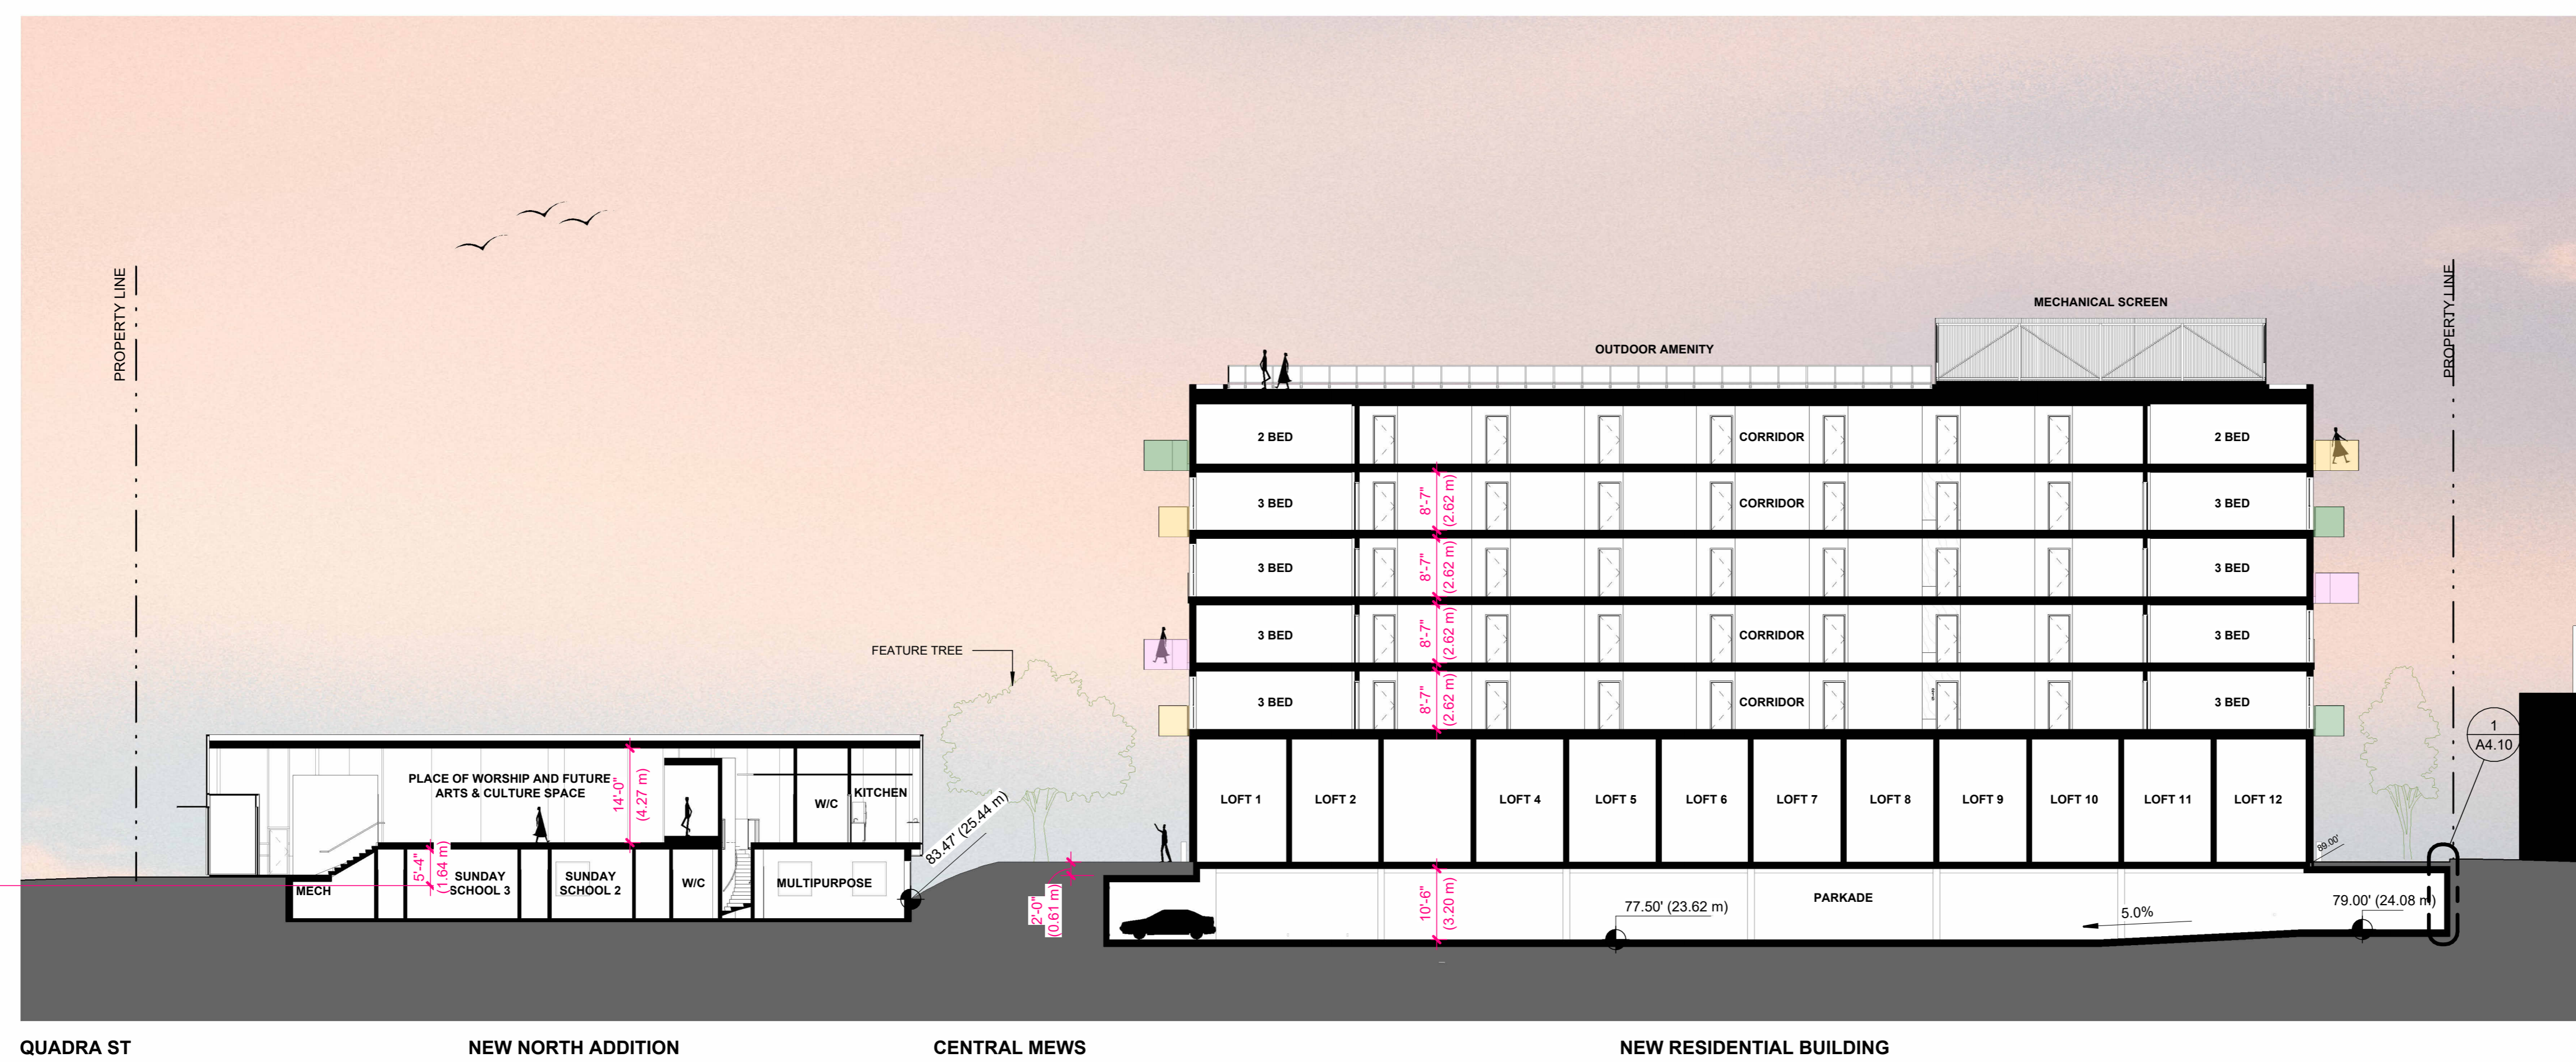 PROPERTY LINE
PROPERTY LINE
MECHANICAL SCREEN
OUTDOOR AMENITY
2 BED
CORRIDOR
2 BED
3 BED
8'-7"
(2.62 m)
CORRIDOR
3 BED
3 BED
8'-7"
(2.62 m)
CORRIDOR
3 BED
FEATURE TREE
3 BED
8'-7"
(2.62 m)
CORRIDOR
3 BED
3 BED
8'-7"
(2.62 m)
CORRIDOR
3 BED
1
A4.10
PLACE OF WORSHIP AND FUTURE
ARTS & CULTURE SPACE
14'-0"
(4.27 m)
W/C
KITCHEN
83.47' (25.44 m)
LOFT 1
LOFT 2
LOFT 4
LOFT 5
LOFT 6
LOFT 7
LOFT 8
LOFT 9
LOFT 10
LOFT 11
LOFT 12
89.00'
5'-4"
(1.64 m)
MECH
SUNDAY
SCHOOL 3
SUNDAY
SCHOOL 2
W/C
MULTIPURPOSE
2'-0"
(0.61 m)
10'-6"
(3.20 m)
77.50' (23.62 m)
PARKADE
5.0%
79.00' (24.08 m)
QUADRA ST
NEW NORTH ADDITION
CENTRAL MEWS
NEW RESIDENTIAL BUILDING